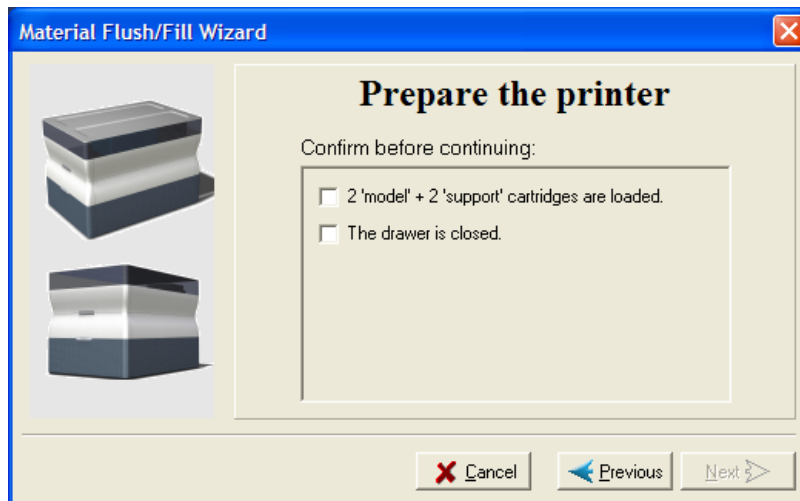 Material Flush/Fill Wizard
Prepare the printer
Confirm before continuing:
2 'model' + 2 'support' cartridges are loaded.
The drawer is closed.
Cancel
Previous
Next